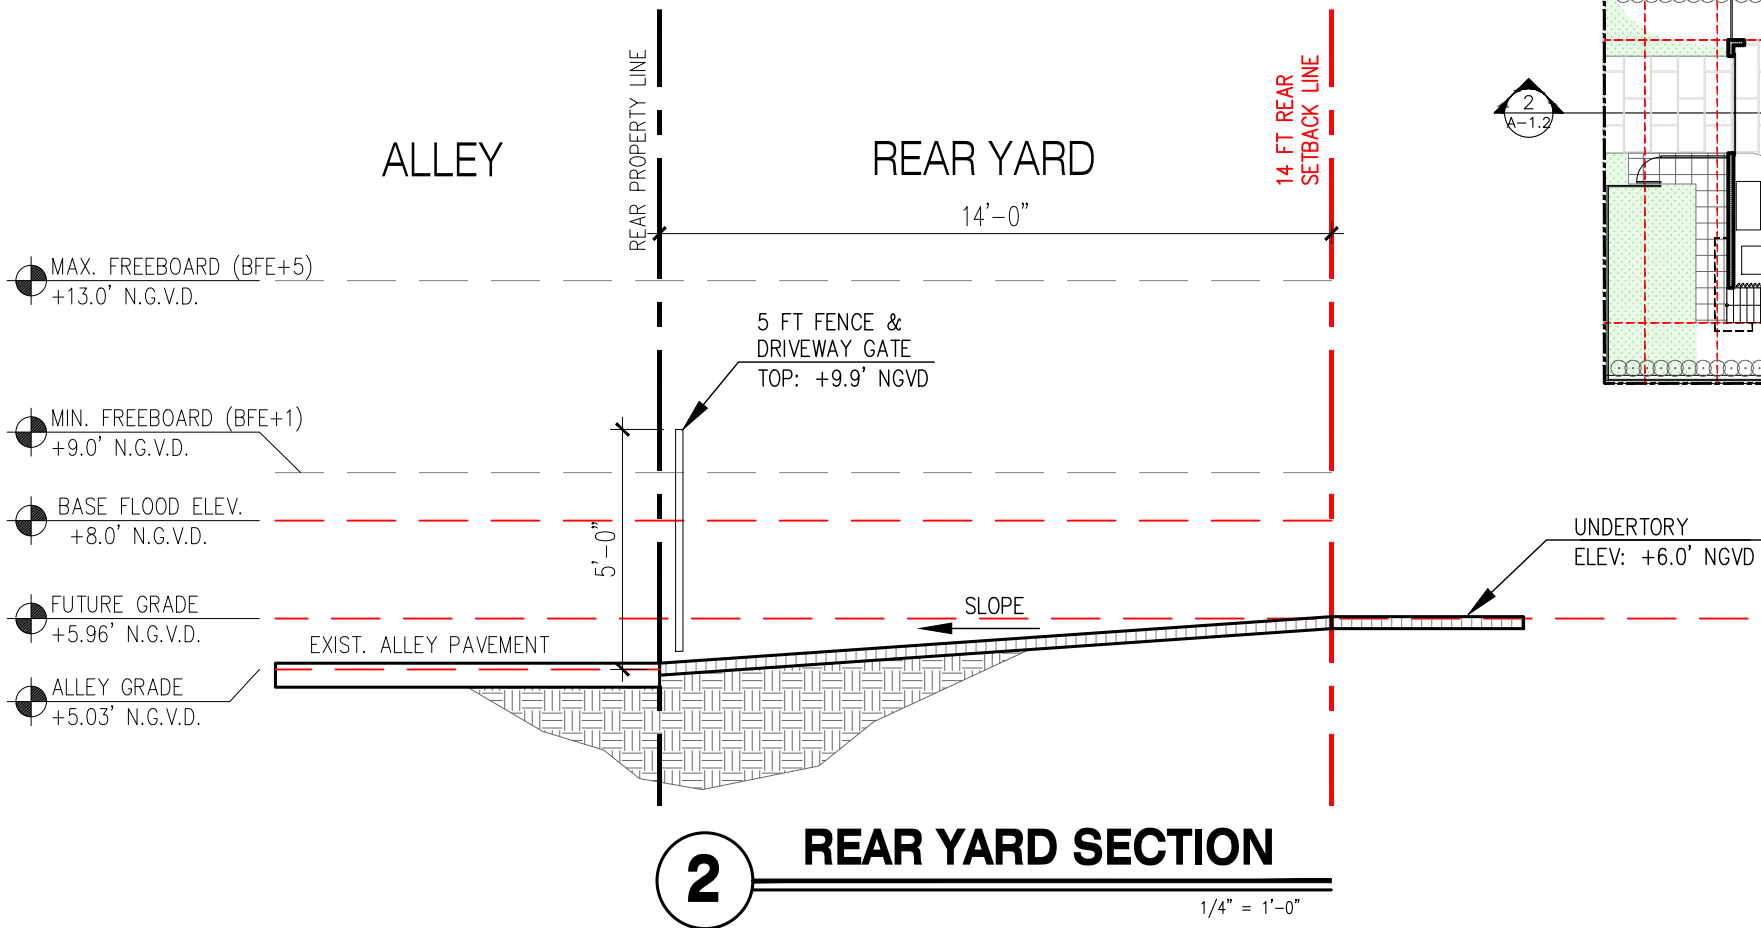 ALLEY
REAR PROPERTY LINE
REAR YARD
14 FT REAR
SETBACK LINE
14'-0"
2
A-1.2
MAX. FREEBOARD (BFE+5)
+13.0' N.G.V.D.
5 FT FENCE &
DRIVEWAY GATE
TOP: +9.9' NGVD
MIN. FREEBOARD (BFE+1)
+9.0' N.G.V.D.
BASE FLOOD ELEV.
+8.0' N.G.V.D.
5'-0"
UNDERTORY
ELEV: +6.0' NGVD
FUTURE GRADE
+5.96' N.G.V.D.
SLOPE
EXIST. ALLEY PAVEMENT
ALLEY GRADE
+5.03' N.G.V.D.
2
REAR YARD SECTION
1/4" = 1'-0"